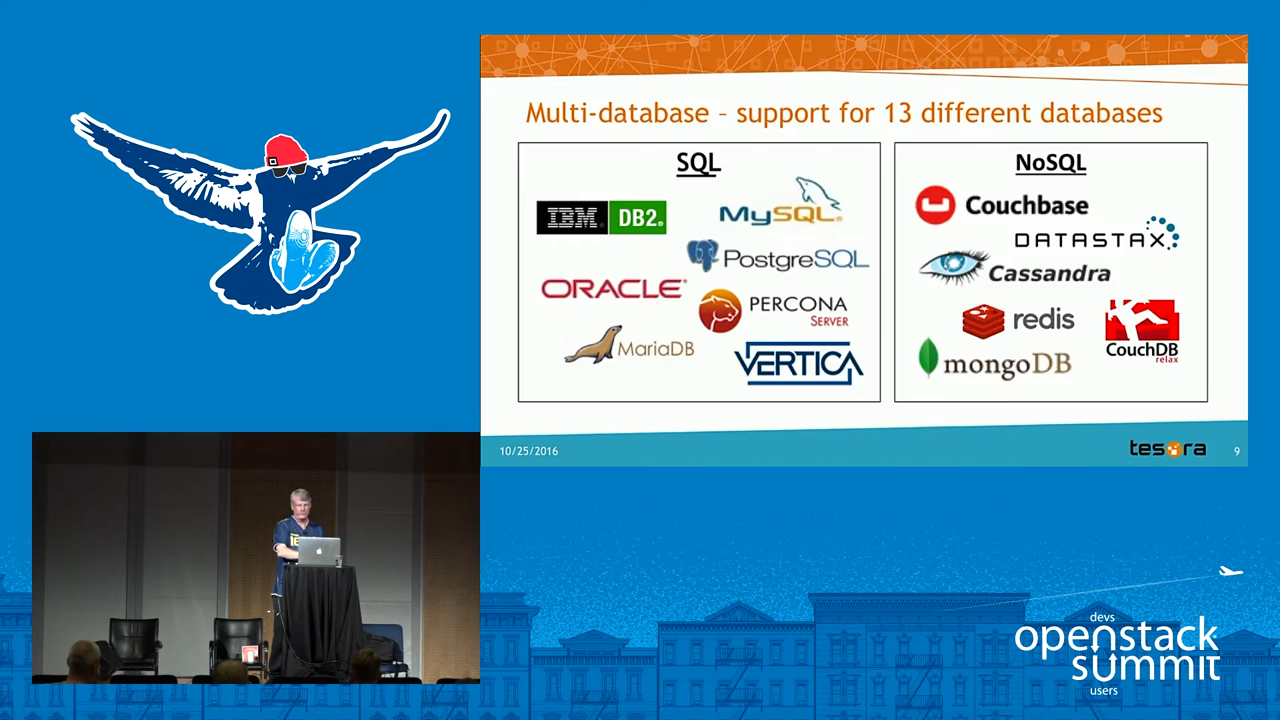 Multi-database – support for 13 different databases
SQL
IBM DB2
MySQL
PostgreSQL
ORACLE
PERCONA
SERVER
MariaDB
VERTICA
NoSQL
Couchbase
DATASTAX
Cassandra
redis
CouchDB
relax
mongoDB
10/25/2016
tesora
9
devs
openstack
summit
users